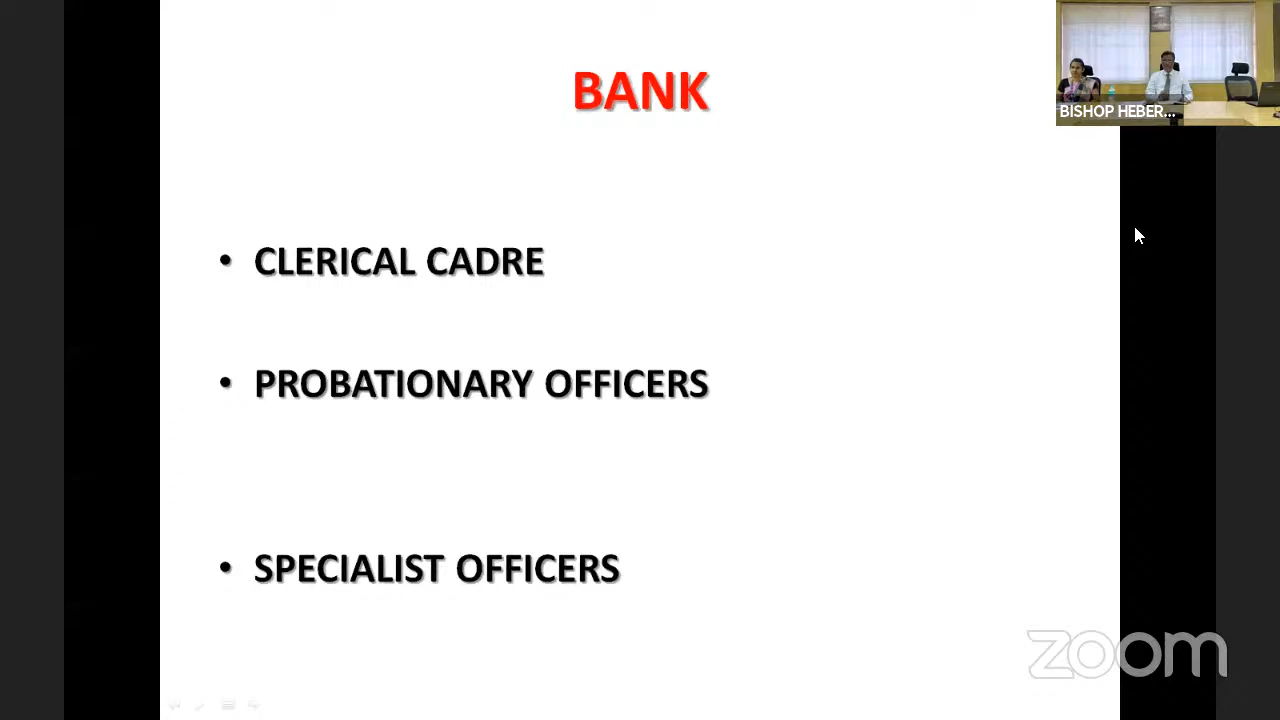 BANK
BISHOP HEBER...
• CLERICAL CADRE
• PROBATIONARY OFFICERS
• SPECIALIST OFFICERS
zoom